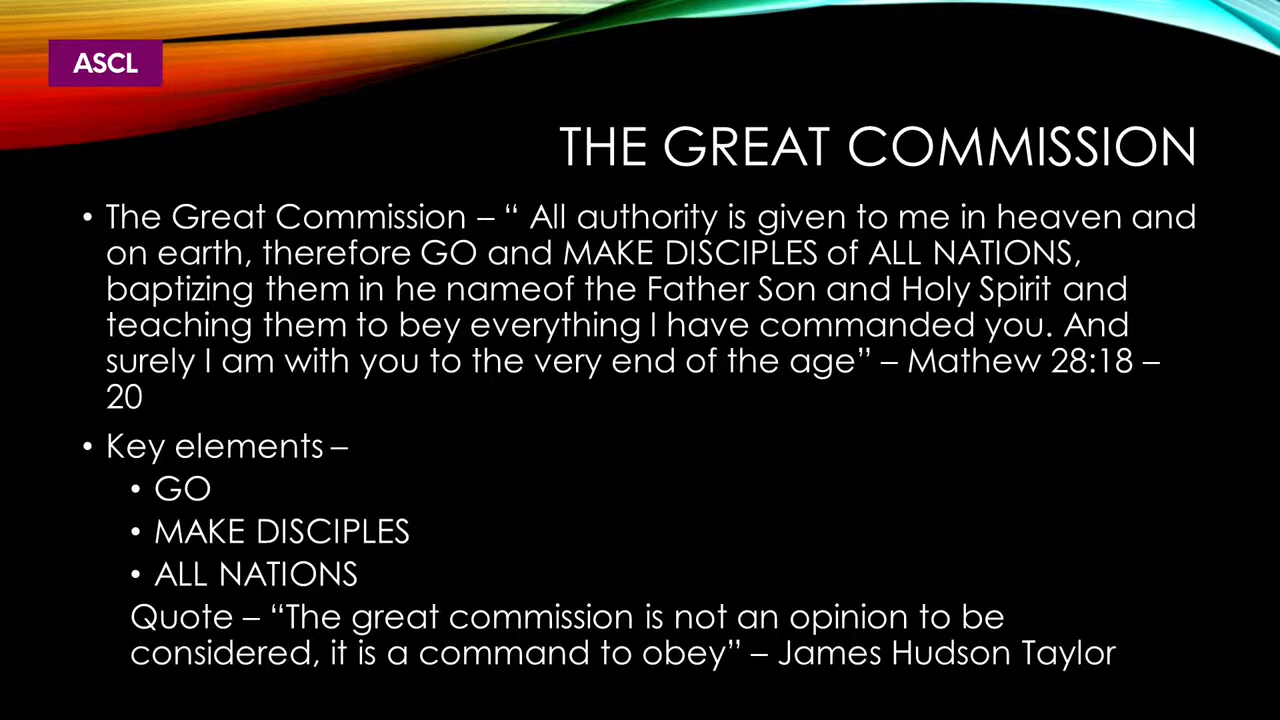 ASCL
THE GREAT COMMISSION
• The Great Commission – “ All authority is given to me in heaven and
on earth, therefore GO and MAKE DISCIPLES of ALL NATIONS,
baptizing them in he nameof the Father Son and Holy Spirit and
teaching them to bey everything I have commanded you. And
surely I am with you to the very end of the age” – Mathew 28:18 –
20
• Key elements –
• GO
• MAKE DISCIPLES
• ALL NATIONS
Quote – “The great commission is not an opinion to be
considered, it is a command to obey” – James Hudson Taylor